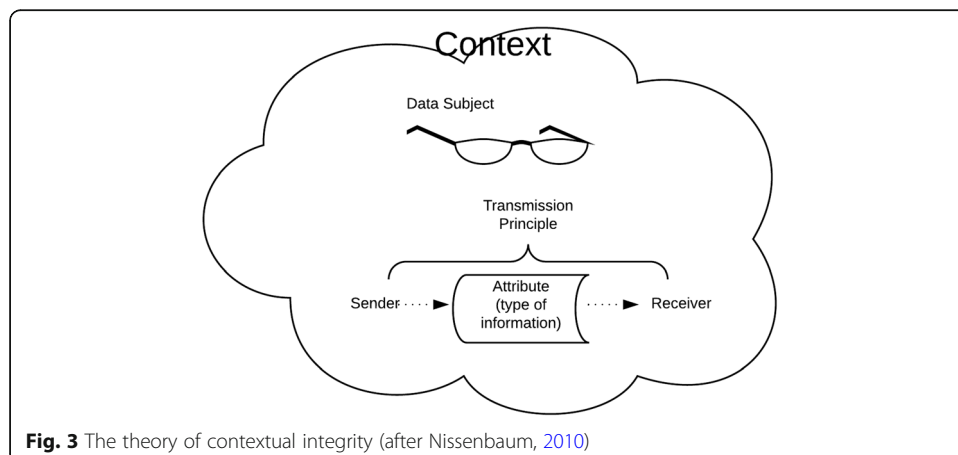 Context
Data Subject
Transmission
Principle
Sender
Attribute
(type of
information)
Receiver
Fig. 3 The theory of contextual integrity (after Nissenbaum, 2010)